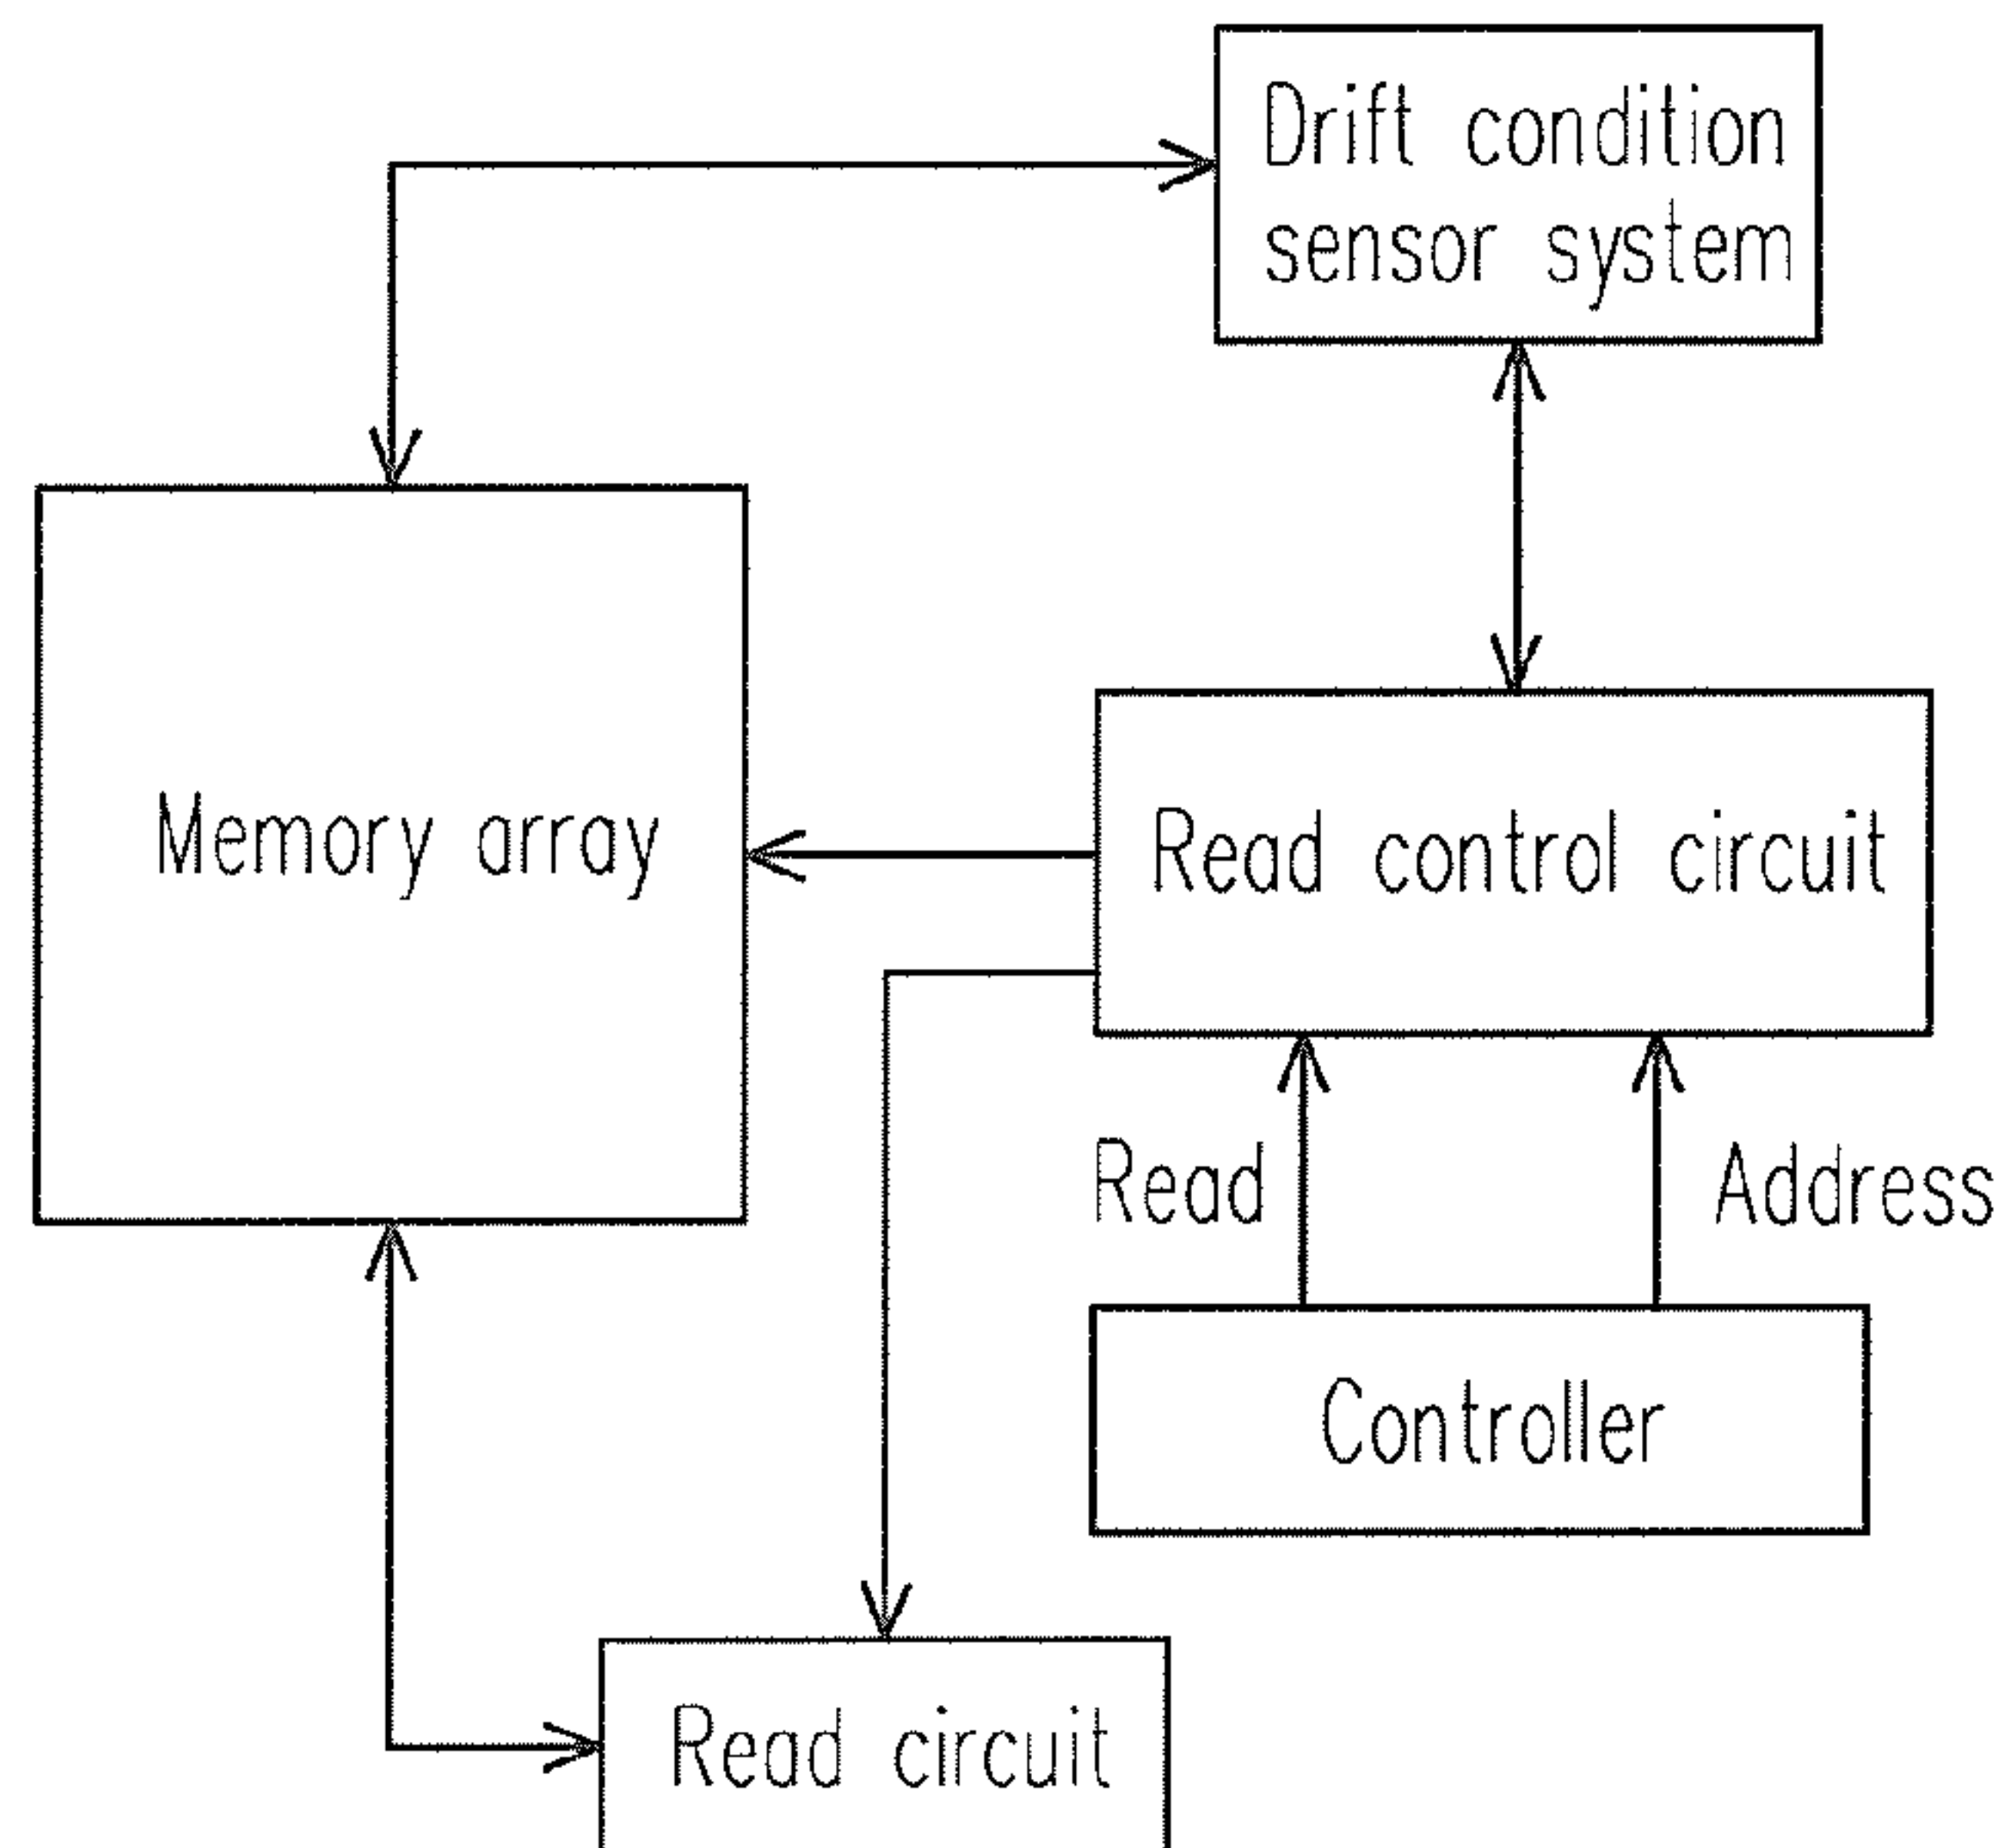 Drift condition
sensor system
Memory array
Read control circuit
Read
Address
Controller
Read circuit